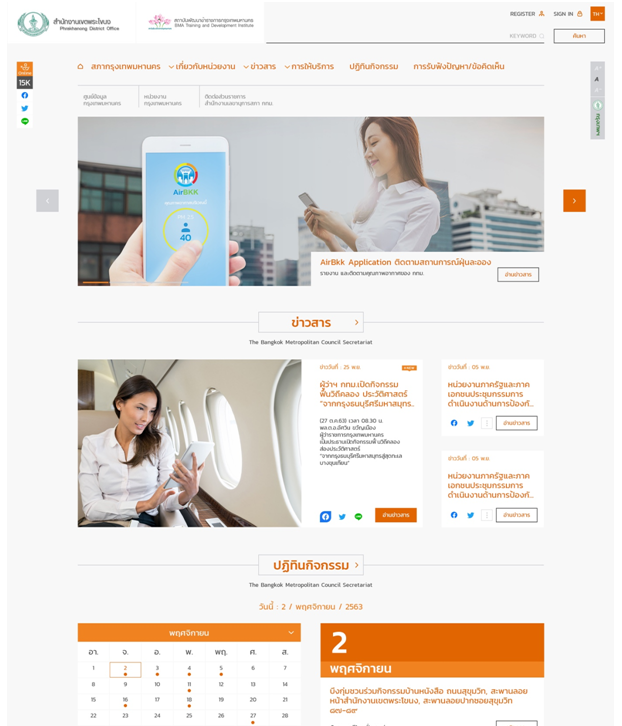 สำนักงานเขตพระโขนง
Phrakhanong District Office
สถาบันพัฒนาข้าราชการกรุงเทพมหานคร
BMA Training and Development Institute
REGISTER
SIGN IN
TH
KEYWORD
ค้นหา
15K
A
กรุงเทพฯ
สภากรุงเทพมหานคร
เกี่ยวกับหน่วยงาน
ข่าวสาร
การให้บริการ
ปฏิทินกิจกรรม
การรับฟังปัญหา/ข้อคิดเห็น
ศูนย์ข้อมูล
กรุงเทพมหานคร
หน่วยงาน
กรุงเทพมหานคร
ติดต่อส่วนราชการ
สำนักงานเลขานุการสภา กทม.
AirBKK
40
AirBkk Application ติดตามสถานการณ์ฝุ่นละออง
รายงาน และติดตามคุณภาพอากาศของ กทม.
อ่านข่าวสาร
ข่าวสาร
The Bangkok Metropolitan Council Secretariat
ข่าววันที่ : 25 พ.ย.
ผู้ว่าฯ กทม.เปิดกิจกรรม
ฟื้นวิถีคลอง ประวัติศาสตร์
“จากกรุงธนบุรีศรีมหาสมุทร..
(27 ต.ค.63) เวลา 08.30 น.
พล.ต.อ.อัศวิน ขวัญเมือง
ผู้ว่าราชการกรุงเทพมหานคร
เป็นประธานเปิดกิจกรรมฟื้นวิถีคลอง
ล่องประวัติศาสตร์
“จากกรุงธนบุรีศรีมหาสมุทรสู่สุดทะเล
บางขุนเทียน”
อ่านข่าวสาร
ข่าววันที่ : 05 พ.ย.
หน่วยงานภาครัฐและภาค
เอกชนประชุมกรรมการ
ดำเนินงานด้านการป้องกั..
อ่านข่าวสาร
ข่าววันที่ : 05 พ.ย.
หน่วยงานภาครัฐและภาค
เอกชนประชุมกรรมการ
ดำเนินงานด้านการป้องกั..
อ่านข่าวสาร
ปฏิทินกิจกรรม
The Bangkok Metropolitan Council Secretariat
วันนี้ : 2 / พฤศจิกายน / 2563
พฤศจิกายน
อา. จ. อ. พ. พฤ. ศ. ส.
1 2 3 4 5 6 7
8 9 10 11 12 13 14
15 16 17 18 19 20 21
22 23 24 25 26 27 28
2
พฤศจิกายน
บึงกุ่มชวนร่วมกิจกรรมบ้านหนังสือ ถนนสุขุมวิท, สะพานลอย
หน้าสำนักงานเขตพระโขนง, สะพานลอยปากซอยสุขุมวิท